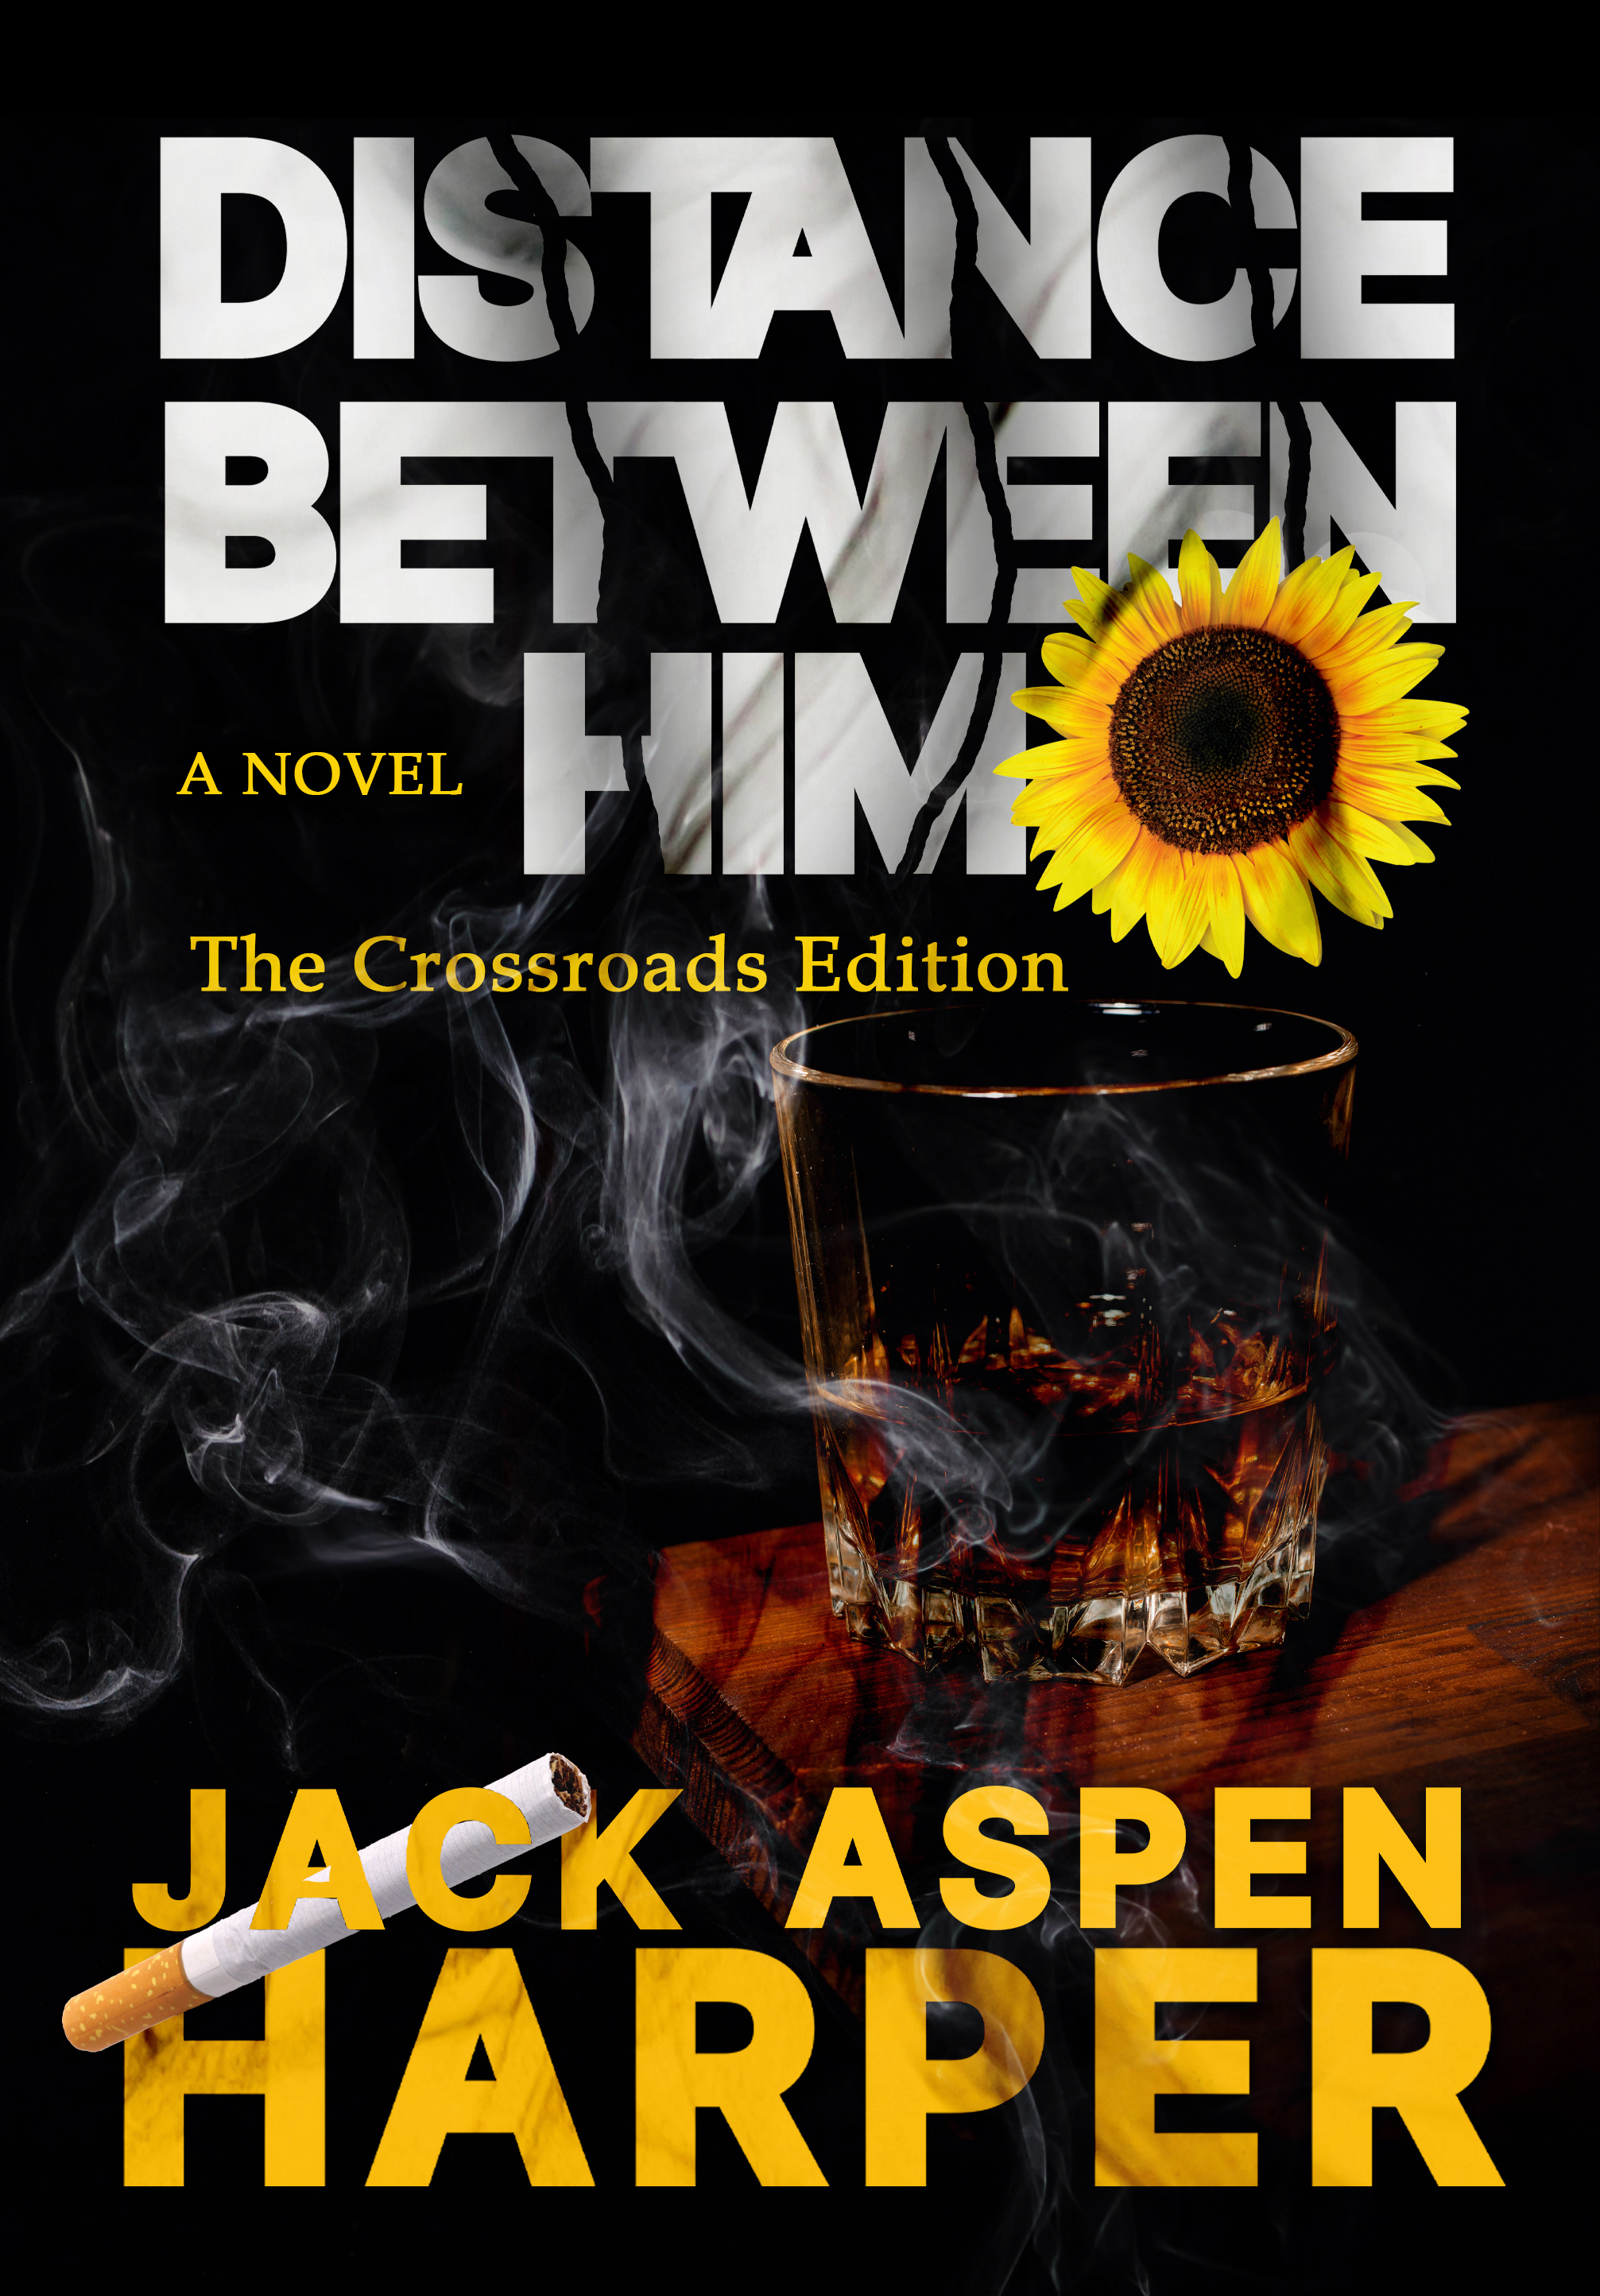 DISTANCE
BETWEEN
HIM
A NOVEL
The Crossroads Edition
JACK ASPEN
HARPER